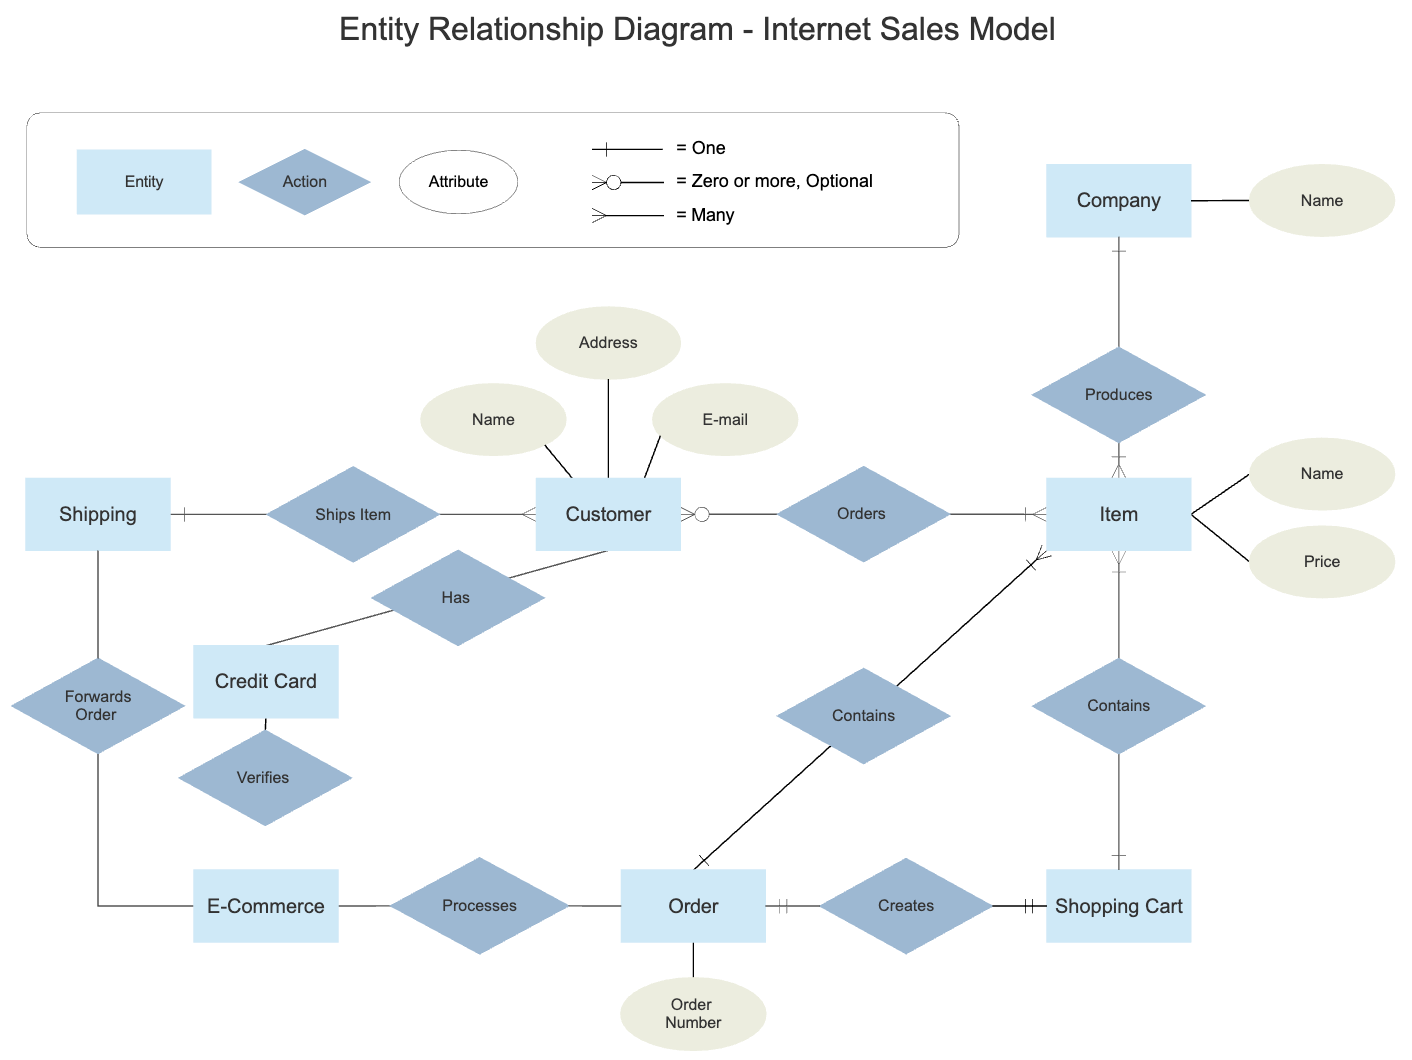 Entity Relationship Diagram - Internet Sales Model
Entity
Action
Attribute
= One
= Zero or more, Optional
= Many
Company
Name
Address
Produces
Name
E-mail
Name
Shipping
Ships Item
Customer
Orders
Item
Price
Has
Credit Card
Forwards
Order
Contains
Contains
Verifies
E-Commerce
Processes
Order
Creates
Shopping Cart
Order
Number